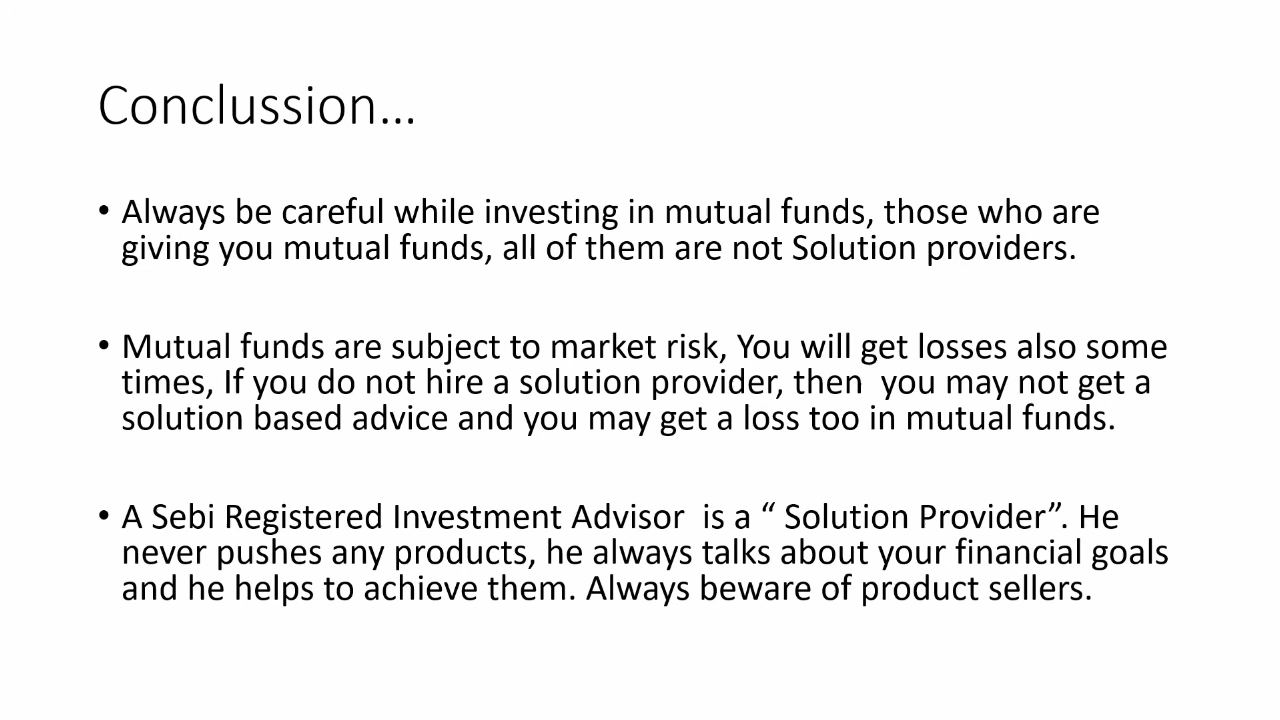 Conclussion...
• Always be careful while investing in mutual funds, those who are
giving you mutual funds, all of them are not Solution providers.
• Mutual funds are subject to market risk, You will get losses also some
times, If you do not hire a solution provider, then  you may not get a
solution based advice and you may get a loss too in mutual funds.
• A Sebi Registered Investment Advisor  is a “ Solution Provider”. He
never pushes any products, he always talks about your financial goals
and he helps to achieve them. Always beware of product sellers.